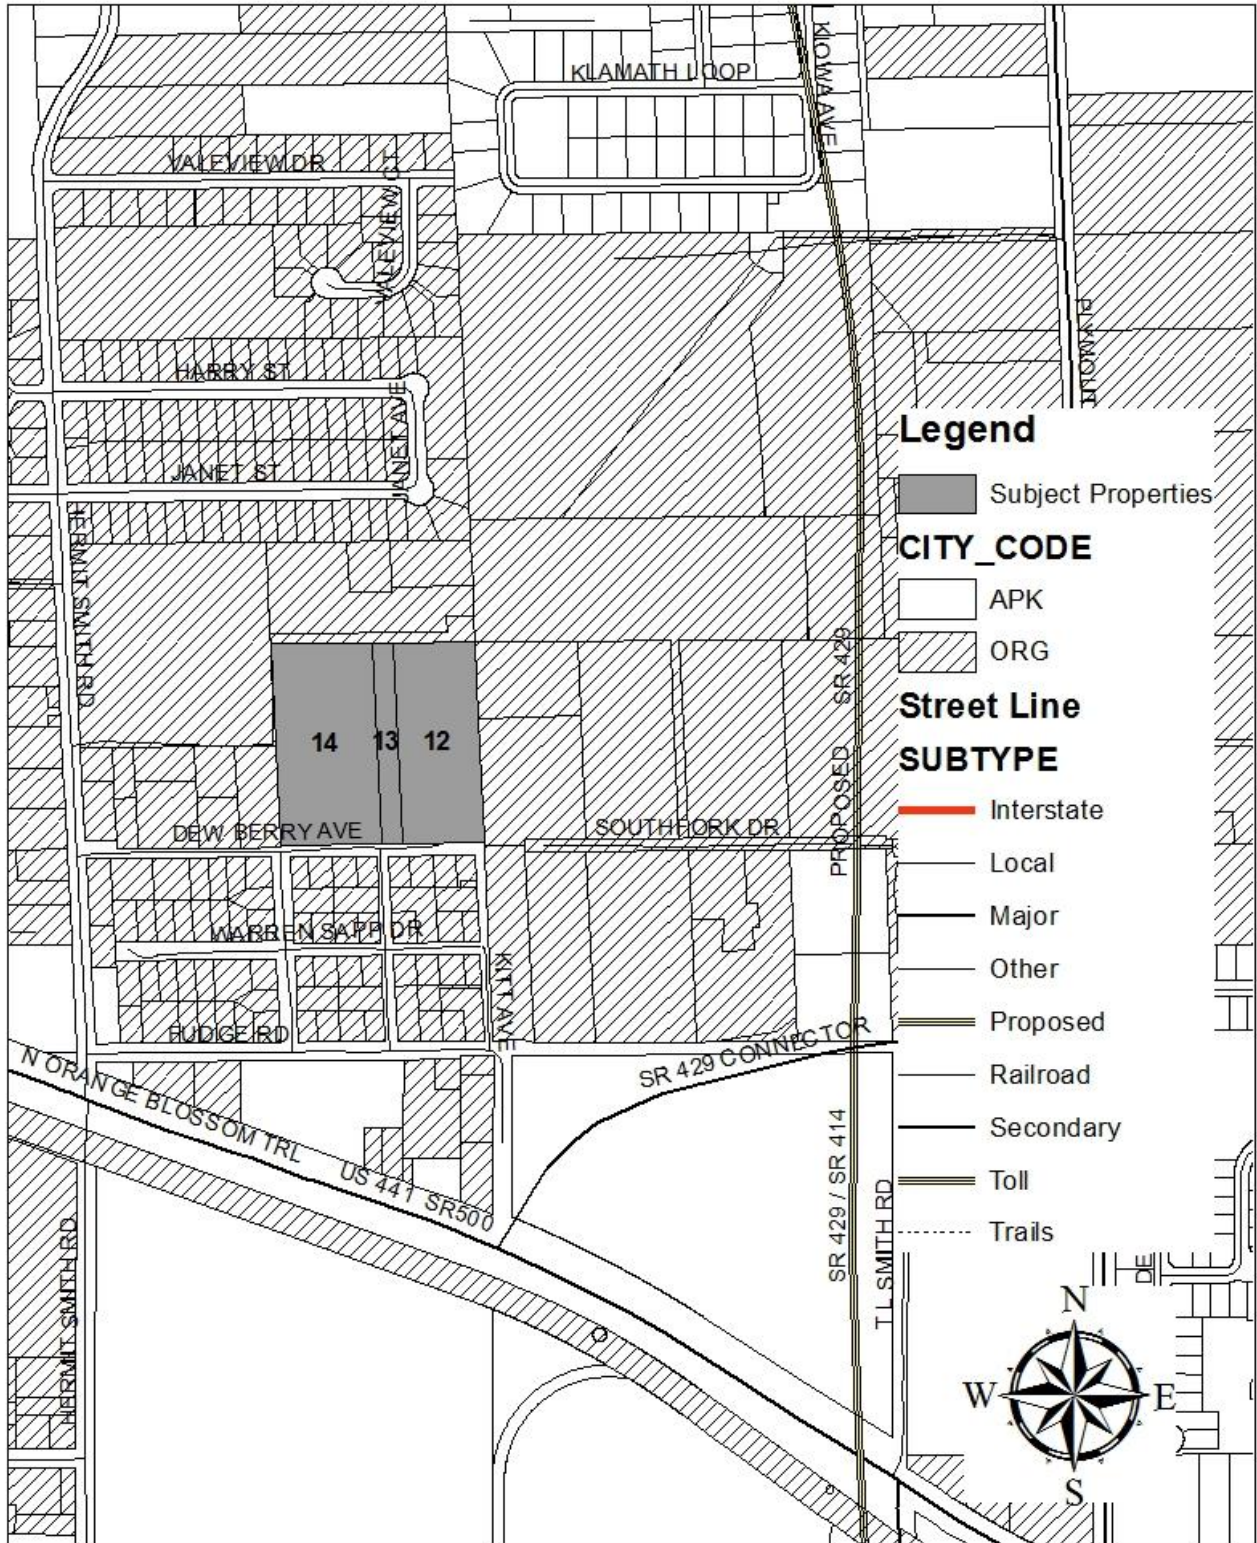 KLAMATH LOOP
KIOWA AVE
VALEVIEW DR
VALEVIEW CT
PLYMOUT
HARRY ST
JANET AVE
JANET ST
HERMIT SMITH RD
Legend
Subject Properties
CITY_CODE
APK
ORG
Street Line
SUBTYPE
Interstate
Local
Major
Other
Proposed
Railroad
Secondary
Toll
Trails
14
13
12
PROPOSED SR 429
DEW BERRY AVE
SOUTHFORK DR
WARREN SAPP DR
KITT AVE
FUDGE RD
SR 429 CONNECTOR
N ORANGE BLOSSOM TRL
US 441 SR500
SR 429 / SR 414
T L SMITH RD
HERMIT SMITH RD
DE
N
W
E
S